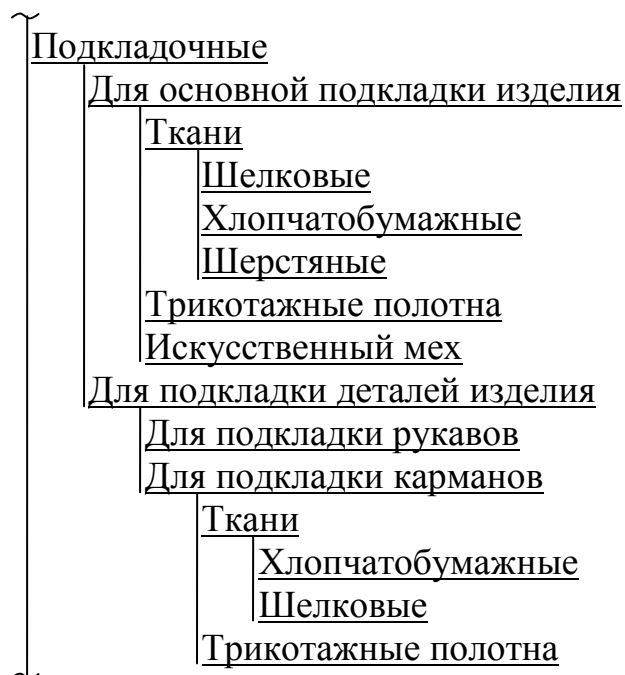 Подкладочные
Для основной подкладки изделия
Ткани
Шелковые
Хлопчатобумажные
Шерстяные
Трикотажные полотна
Искусственный мех
Для подкладки деталей изделия
Для подкладки рукавов
Для подкладки карманов
Ткани
Хлопчатобумажные
Шелковые
Трикотажные полотна